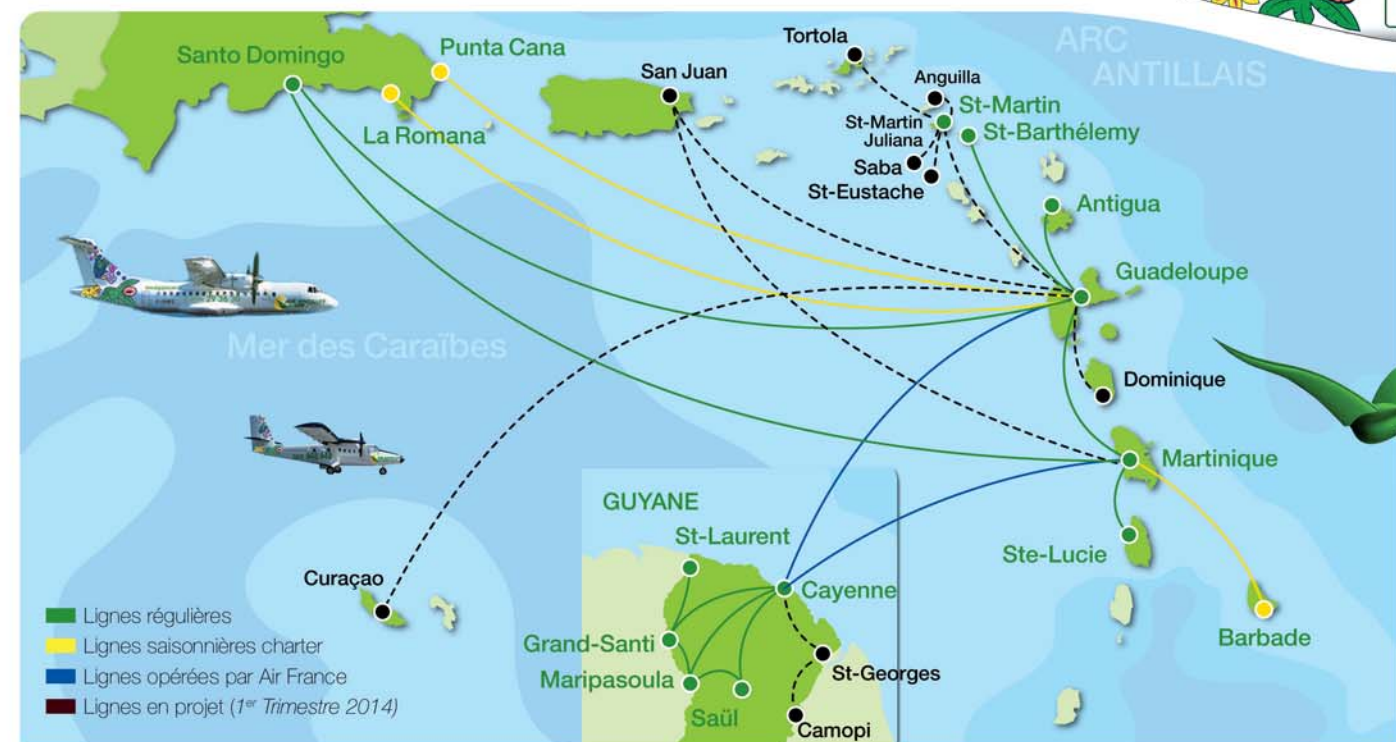 ARC
ANTILLAIS
Santo Domingo
Punta Cana
La Romana
San Juan
Tortola
Anguilla
St-Martin
St-Martin
Juliana
St-Barthélemy
Saba
St-Eustache
Antigua
Guadeloupe
Mer des Caraïbes
Dominique
Martinique
Ste-Lucie
Barbade
Curaçao
GUYANE
St-Laurent
Cayenne
Grand-Santi
Maripasoula
Saül
St-Georges
Camopi
Lignes régulières
Lignes saisonnières charter
Lignes opérées par Air France
Lignes en projet (1er Trimestre 2014)